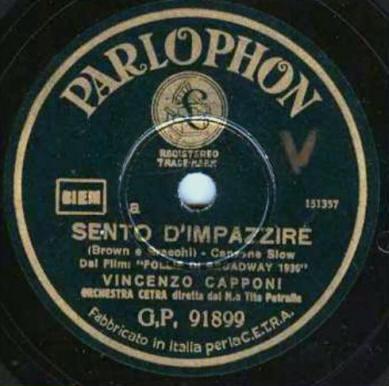 PARLOPHON
REGISTERED
TRADE-MARK
V
BIEM
a
151357
SENTO D'IMPAZZIRE
(Brown e Bracchi) - Canzone Slow
Dal Film: "FOLLIE DI BROADWAY 1936"
VINCENZO CAPPONI
ORCHESTRA CETRA diretta dal M.o Tito Petralia
G.P. 91899
Fabbricato in Italia per la C.E.T.R.A.